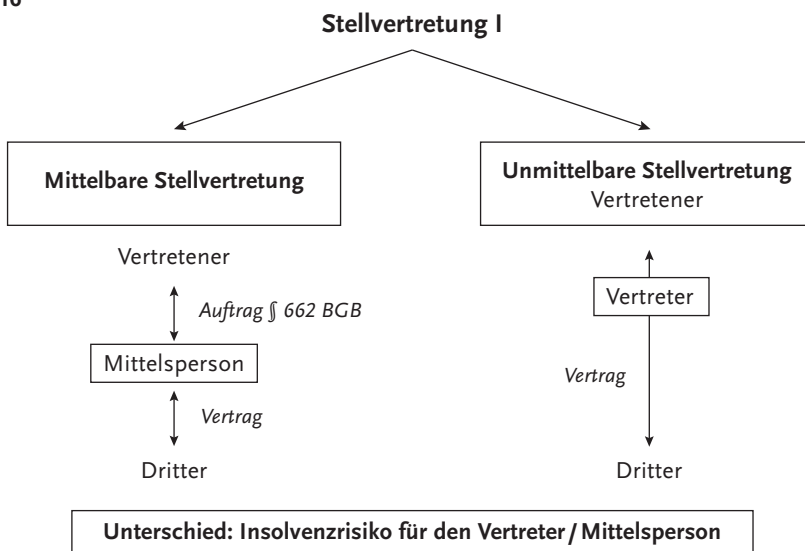 Stellvertretung I
Mittelbare Stellvertretung
Vertretener
Auftrag § 662 BGB
Mittelsperson
Vertrag
Dritter
Unmittelbare Stellvertretung
Vertretener
Vertreter
Vertrag
Dritter
Unterschied: Insolvenzrisiko für den Vertreter / Mittelsperson